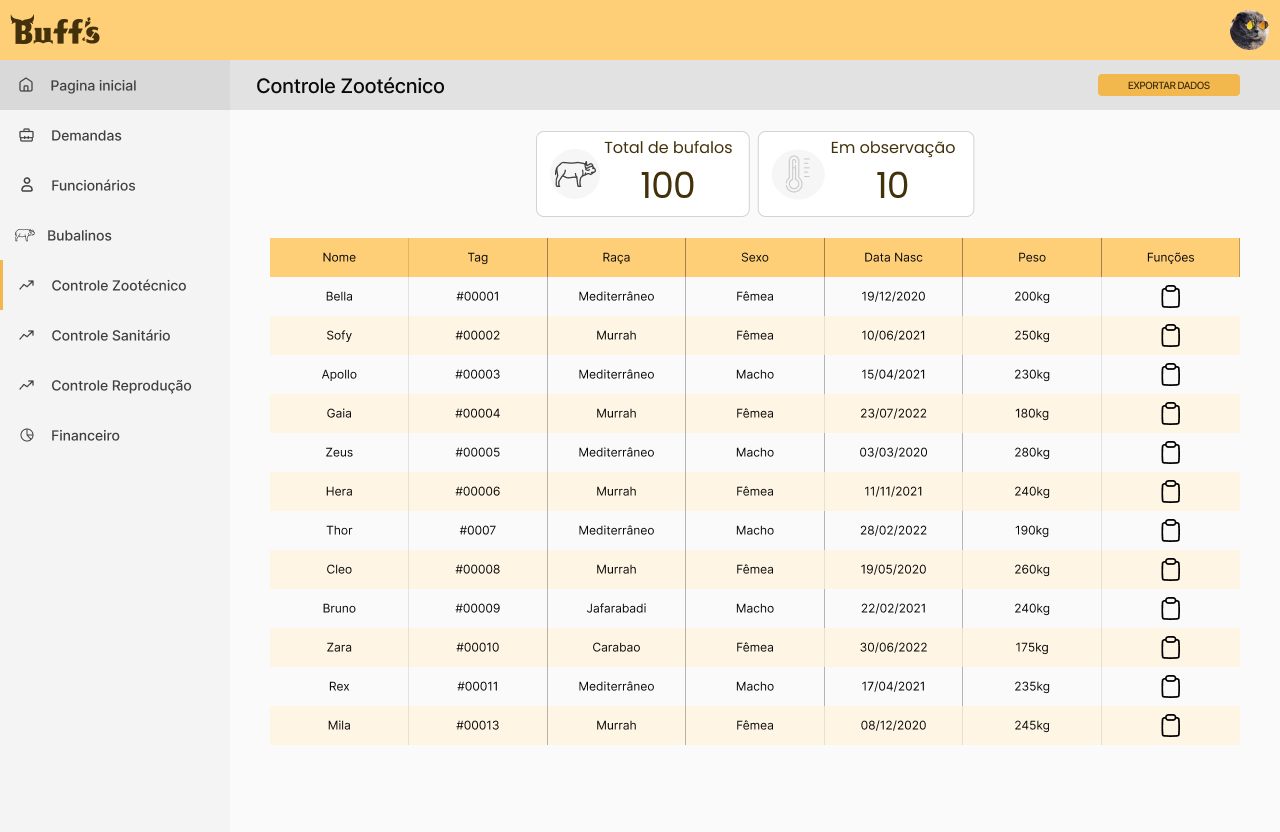 Buff's
Pagina inicial
Demandas
Funcionários
Bubalinos
Controle Zootécnico
Controle Sanitário
Controle Reprodução
Financeiro
Controle Zootécnico
EXPORTAR DADOS
Total de bufalos
100
Em observação
10
Nome Tag Raça Sexo Data Nasc Peso Funções
Bella #00001 Mediterrâneo Fêmea 19/12/2020 200kg
Sofy #00002 Murrah Fêmea 10/06/2021 250kg
Apollo #00003 Mediterrâneo Macho 15/04/2021 230kg
Gaia #00004 Murrah Fêmea 23/07/2022 180kg
Zeus #00005 Mediterrâneo Macho 03/03/2020 280kg
Hera #00006 Murrah Fêmea 11/11/2021 240kg
Thor #0007 Mediterrâneo Macho 28/02/2022 190kg
Cleo #00008 Murrah Fêmea 19/05/2020 260kg
Bruno #00009 Jafarabadi Macho 22/02/2021 240kg
Zara #00010 Carabao Fêmea 30/06/2022 175kg
Rex #00011 Mediterrâneo Macho 17/04/2021 235kg
Mila #00013 Murrah Fêmea 08/12/2020 245kg